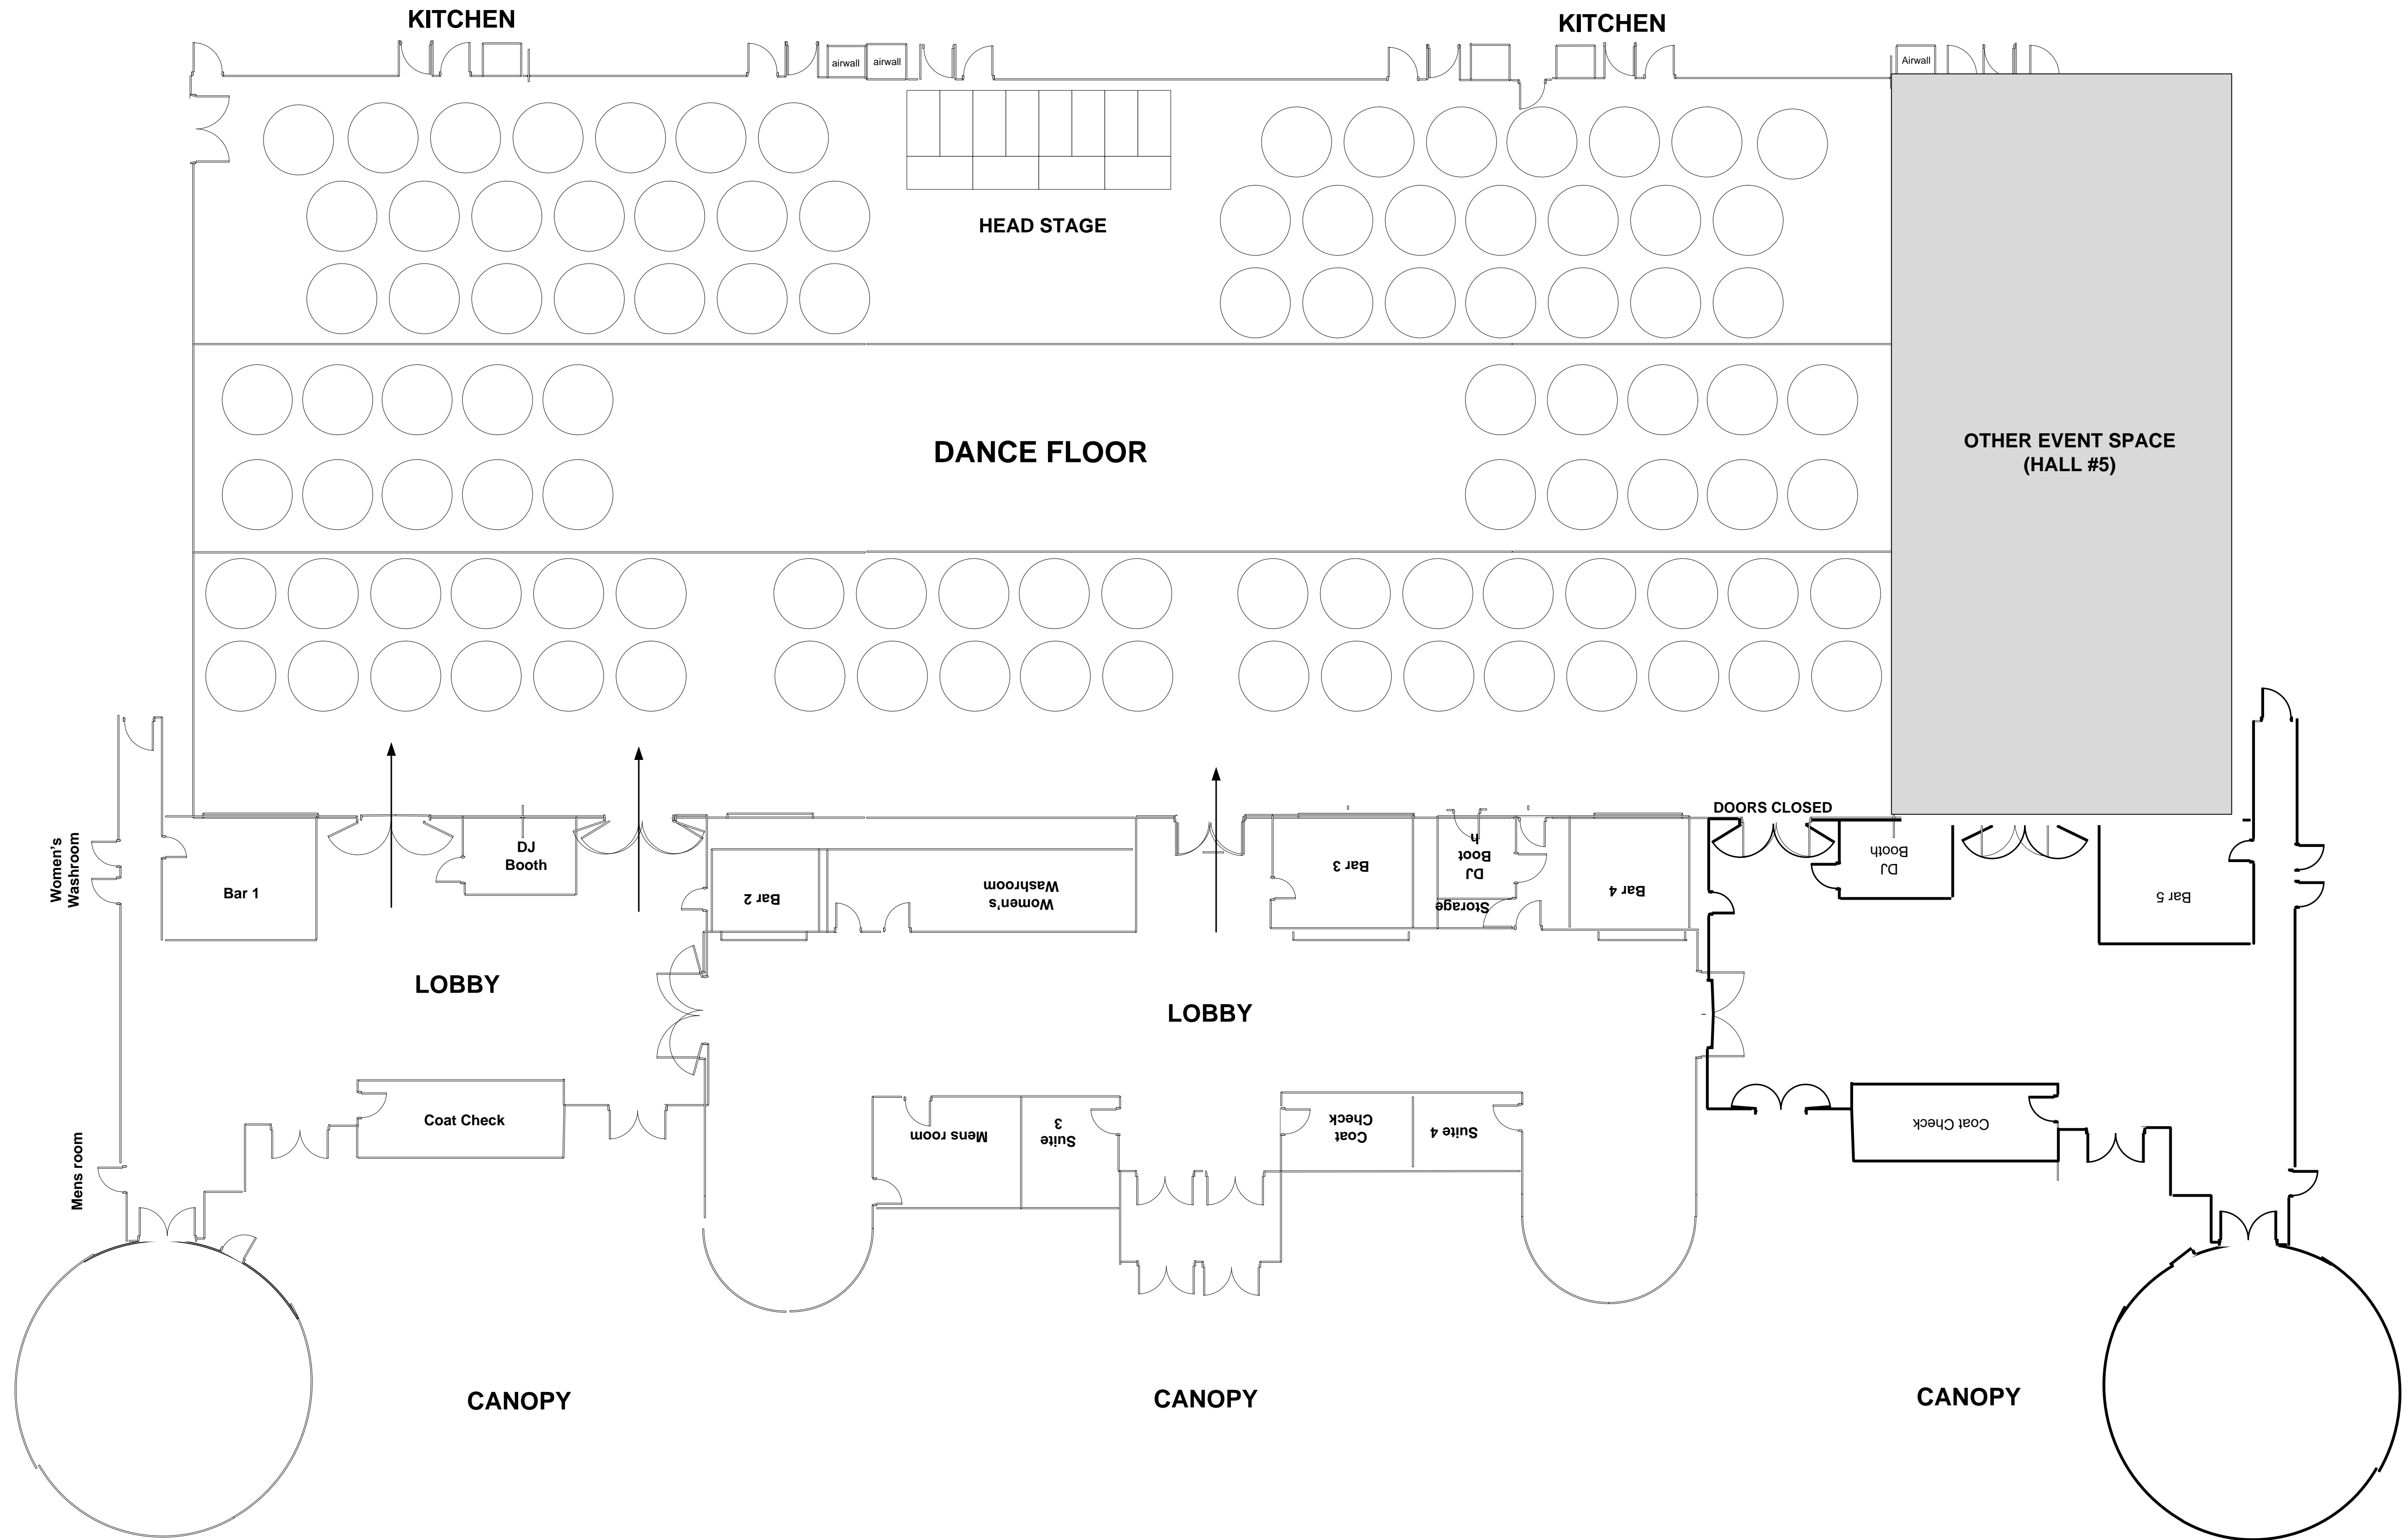 KITCHEN
KITCHEN
airwall
airwall
Airwall
HEAD STAGE
DANCE FLOOR
OTHER EVENT SPACE
(HALL #5)
DOORS CLOSED
Women's
Washroom
Bar 1
DJ
Booth
Bar 2
Women's
Washroom
Bar 3
DJ
Boot
h
Storage
Bar 4
DJ
Booth
Bar 5
LOBBY
LOBBY
Mens room
Coat Check
Mens room
Suite
3
Coat
Check
Suite 4
Coat Check
CANOPY
CANOPY
CANOPY